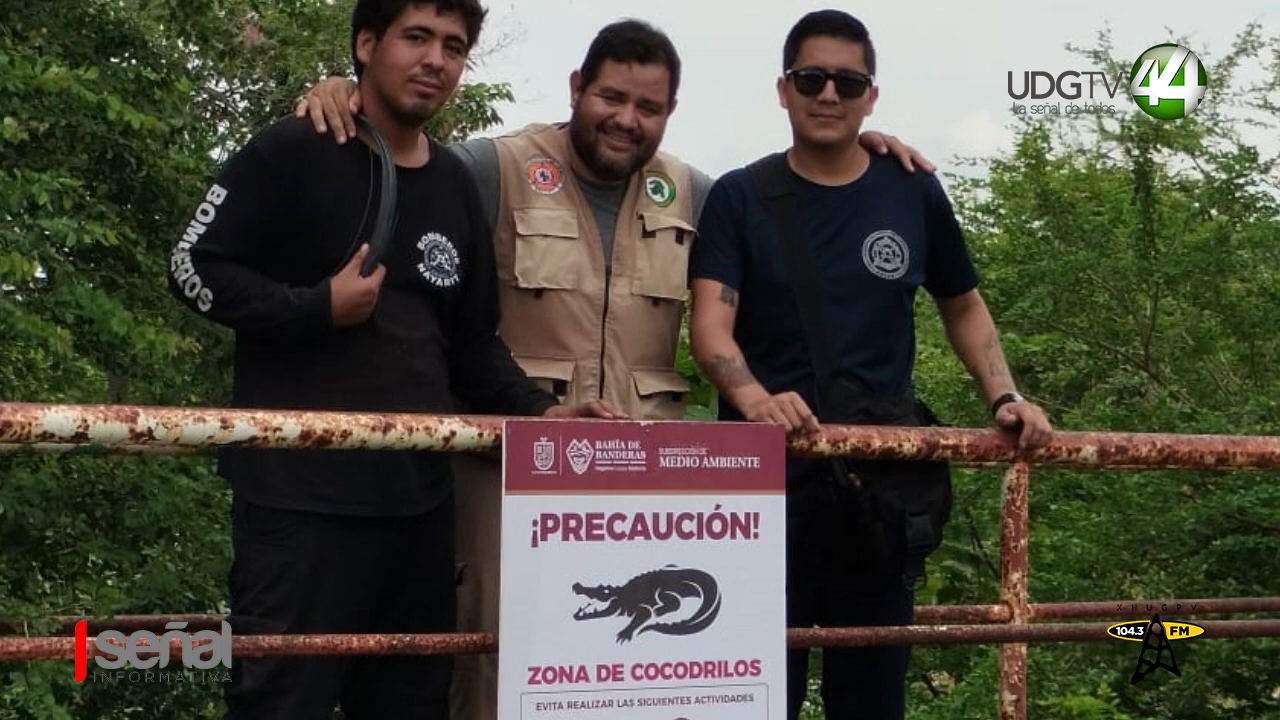 UDGTV 44
La señal de todos
BOMBEROS
BOMBEROS
NAYARIT
BAHÍA DE
BANDERAS
MEDIO AMBIENTE
¡PRECAUCIÓN!
ZONA DE COCODRILOS
EVITA REALIZAR LAS SIGUIENTES ACTIVIDADES
señal
INFORMATIVA
XHUGPV
104.3 FM